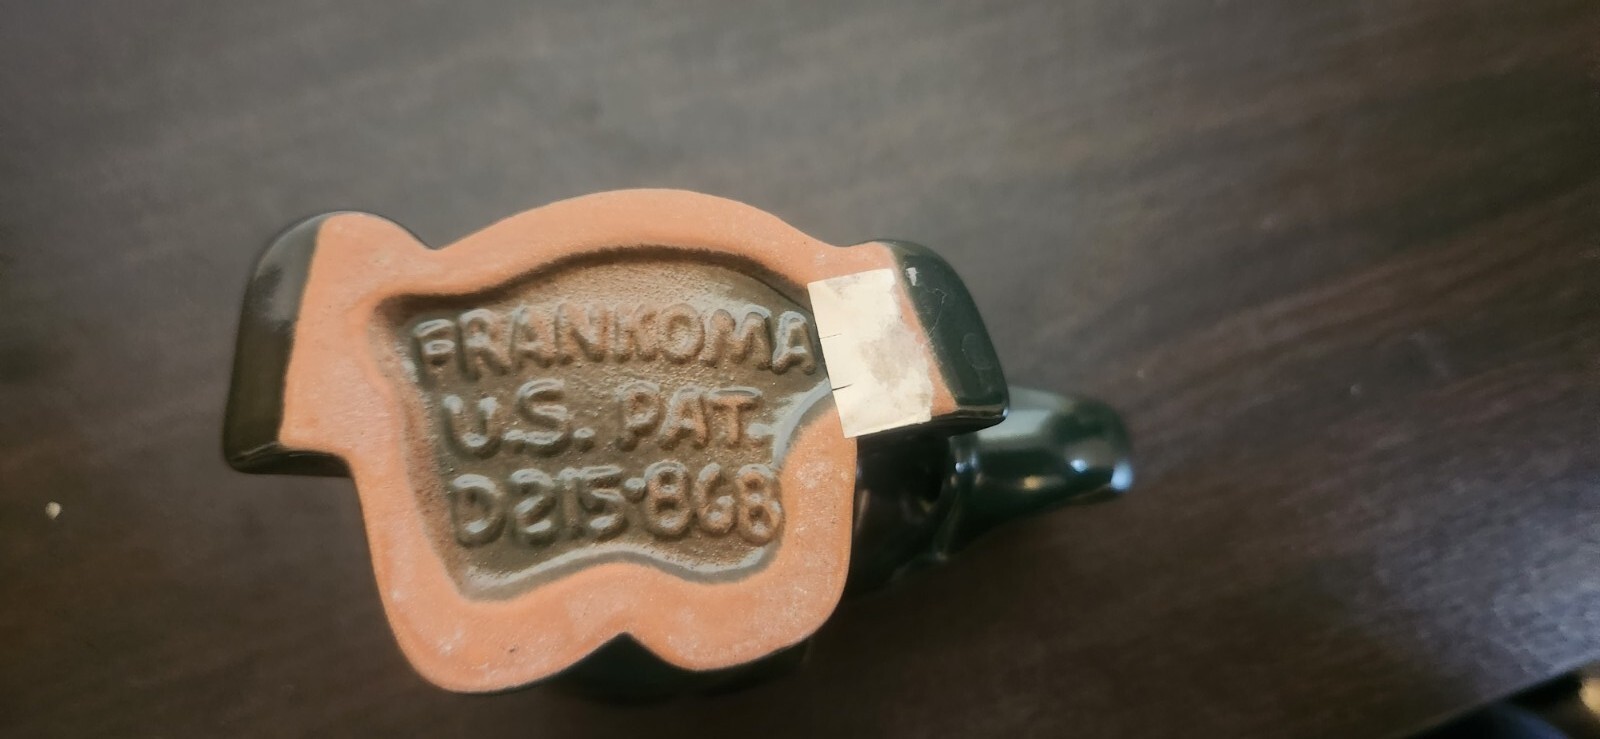 FRANKOMA
U.S. PAT.
D215·868